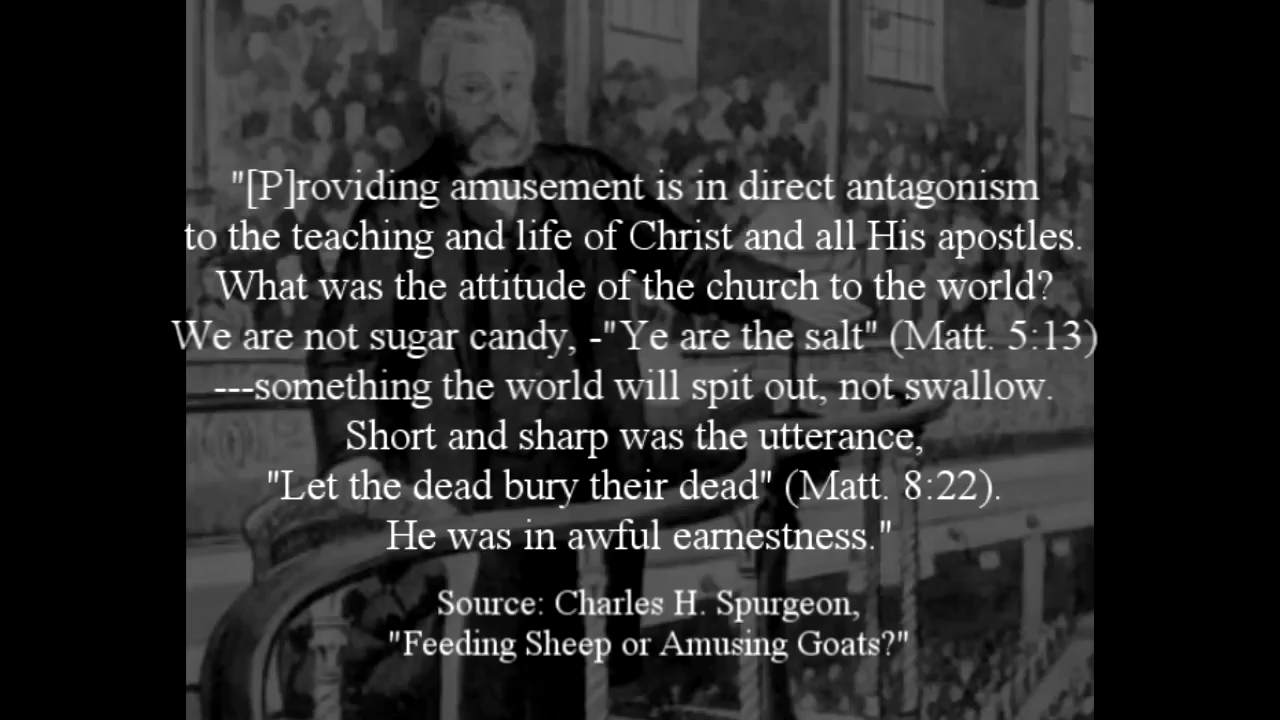 "[P]roviding amusement is in direct antagonism
to the teaching and life of Christ and all His apostles.
What was the attitude of the church to the world?
We are not sugar candy, -"Ye are the salt" (Matt. 5:13)
---something the world will spit out, not swallow.
Short and sharp was the utterance,
"Let the dead bury their dead" (Matt. 8:22).
He was in awful earnestness."
Source: Charles H. Spurgeon,
"Feeding Sheep or Amusing Goats?"